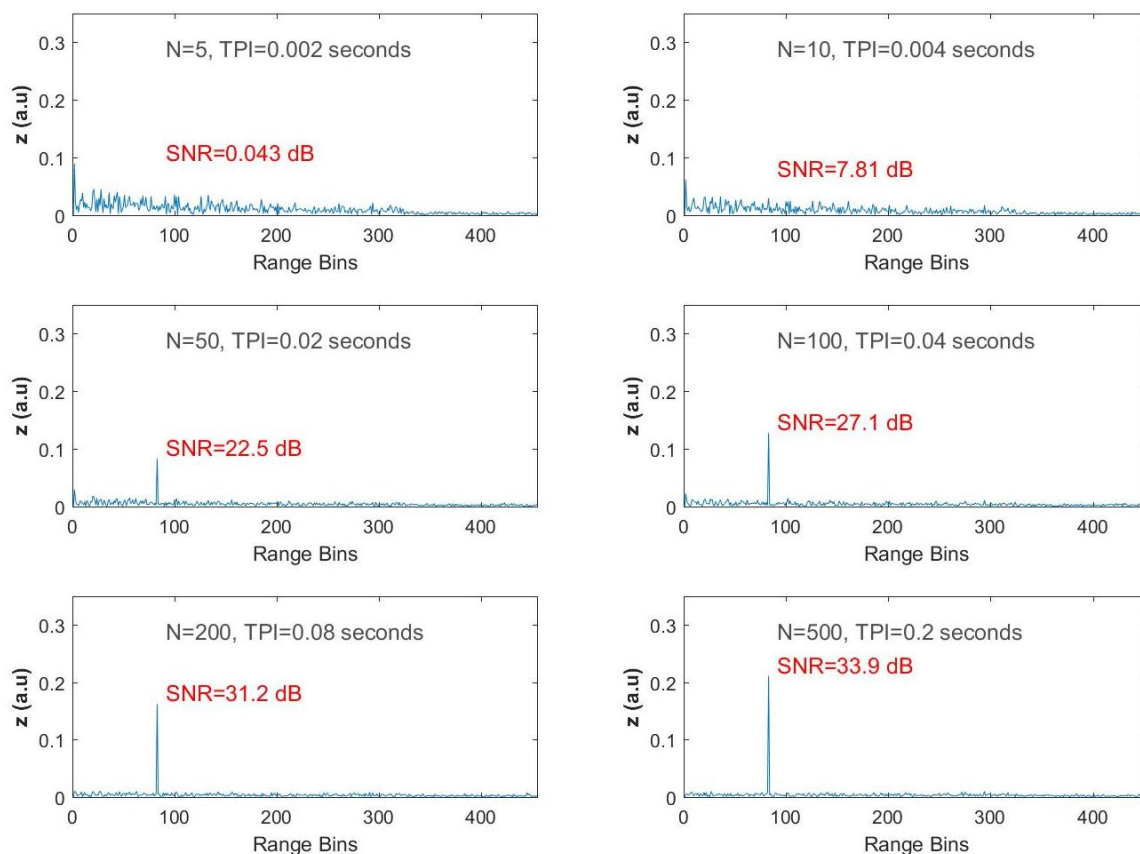 N=5, TPI=0.002 seconds
SNR=0.043 dB
z (a.u)
0.3
0.2
0.1
0
0 100 200 300 400
Range Bins
N=10, TPI=0.004 seconds
SNR=7.81 dB
z (a.u)
0.3
0.2
0.1
0
0 100 200 300 400
Range Bins
N=50, TPI=0.02 seconds
SNR=22.5 dB
z (a.u)
0.3
0.2
0.1
0
0 100 200 300 400
Range Bins
N=100, TPI=0.04 seconds
SNR=27.1 dB
z (a.u)
0.3
0.2
0.1
0
0 100 200 300 400
Range Bins
N=200, TPI=0.08 seconds
SNR=31.2 dB
z (a.u)
0.3
0.2
0.1
0
0 100 200 300 400
Range Bins
N=500, TPI=0.2 seconds
SNR=33.9 dB
z (a.u)
0.3
0.2
0.1
0
0 100 200 300 400
Range Bins